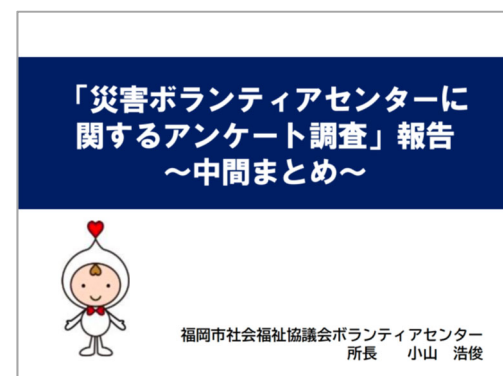 「災害ボランティアセンターに
関するアンケート調査」報告
～中間まとめ～
福岡市社会福祉協議会ボランティアセンター
所長　小山　浩俊